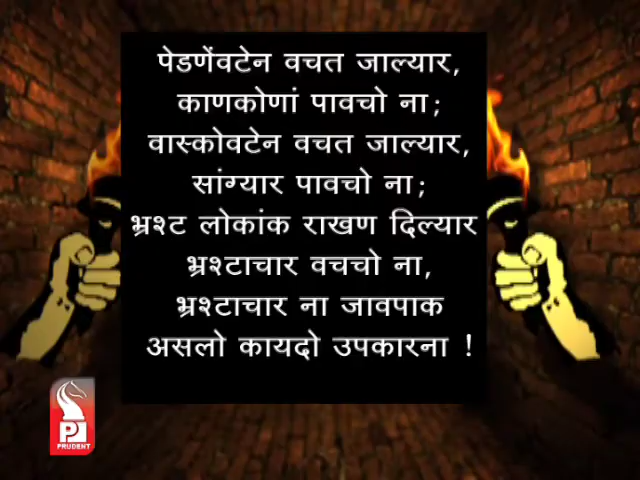 पेडणेंवटेन वचत जाल्यार,
काणकोणां पावचो ना;
वास्कोवटेन वचत जाल्यार,
सांग्यार पावचो ना;
भ्रश्ट लोकांक राखण दिल्यार
भ्रश्टाचार वचचो ना,
भ्रश्टाचार ना जावपाक
असलो कायदो उपकारना !
PRUDENT